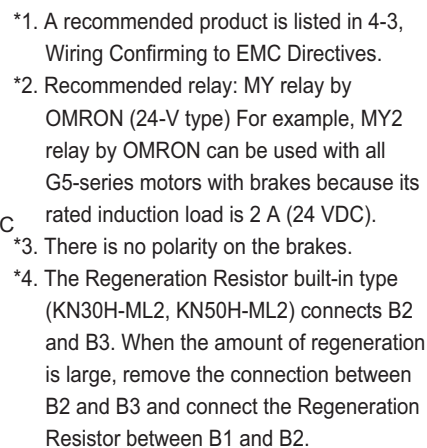 *1. A recommended product is listed in 4-3,
Wiring Confirming to EMC Directives.
*2. Recommended relay: MY relay by
OMRON (24-V type) For example, MY2
relay by OMRON can be used with all
G5-series motors with brakes because its
C rated induction load is 2 A (24 VDC).
*3. There is no polarity on the brakes.
*4. The Regeneration Resistor built-in type
(KN30H-ML2, KN50H-ML2) connects B2
and B3. When the amount of regeneration
is large, remove the connection between
B2 and B3 and connect the Regeneration
Resistor between B1 and B2.